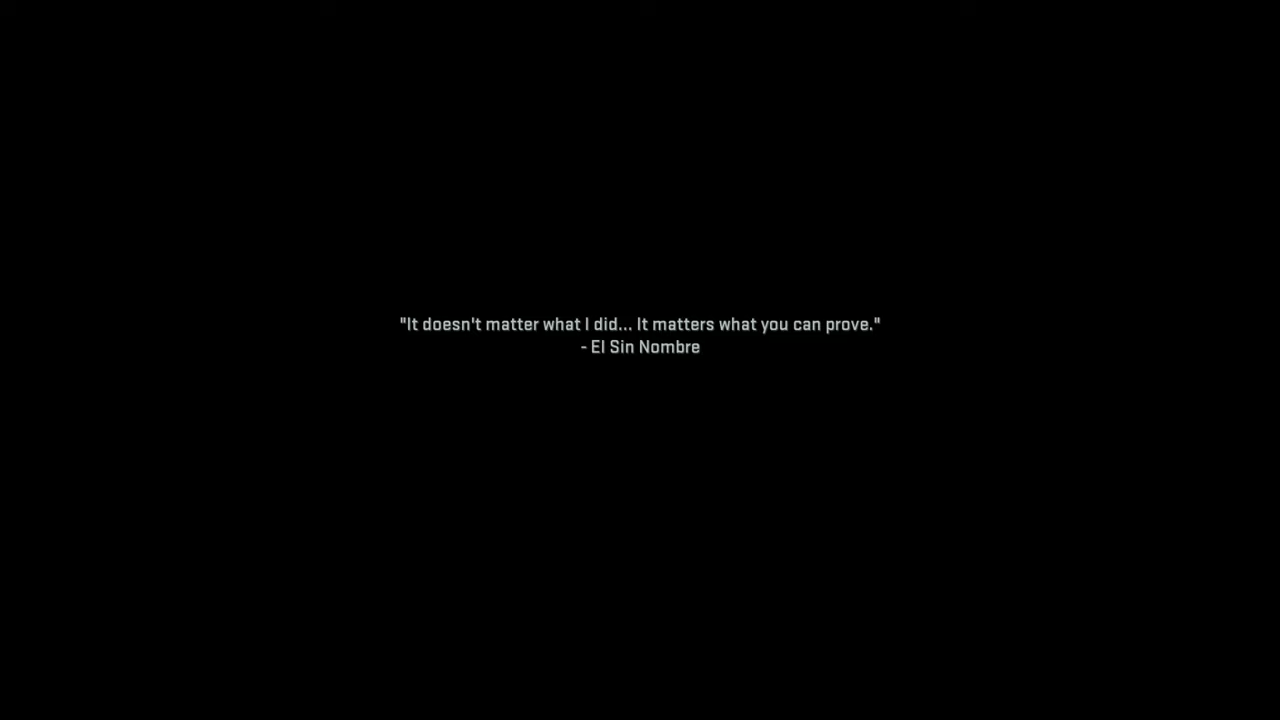 "It doesn't matter what I did... It matters what you can prove."
- El Sin Nombre